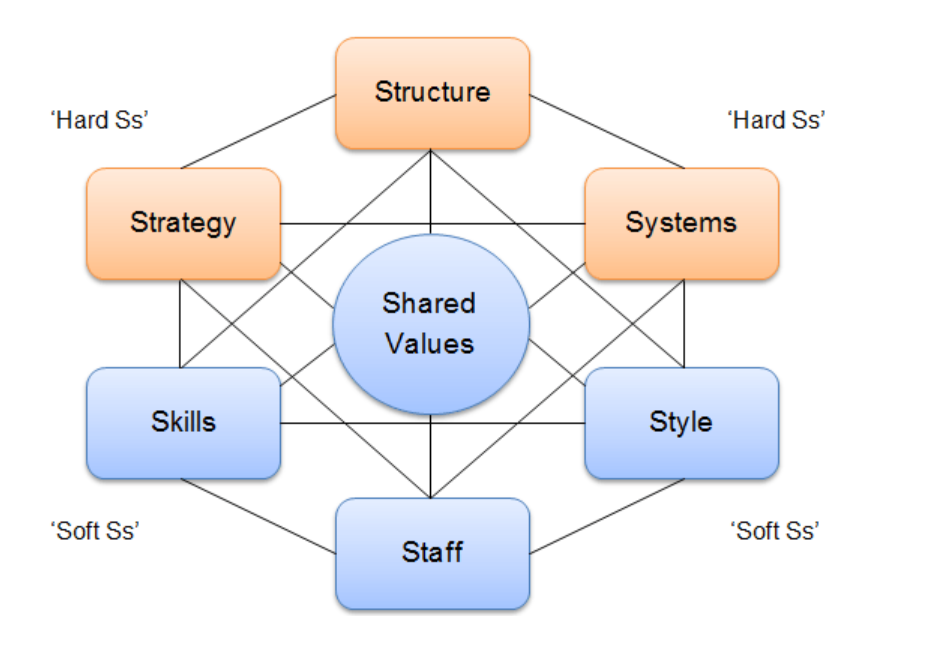 Structure
‘Hard Ss’
‘Hard Ss’
Strategy
Systems
Shared
Values
Skills
Style
‘Soft Ss’
‘Soft Ss’
Staff